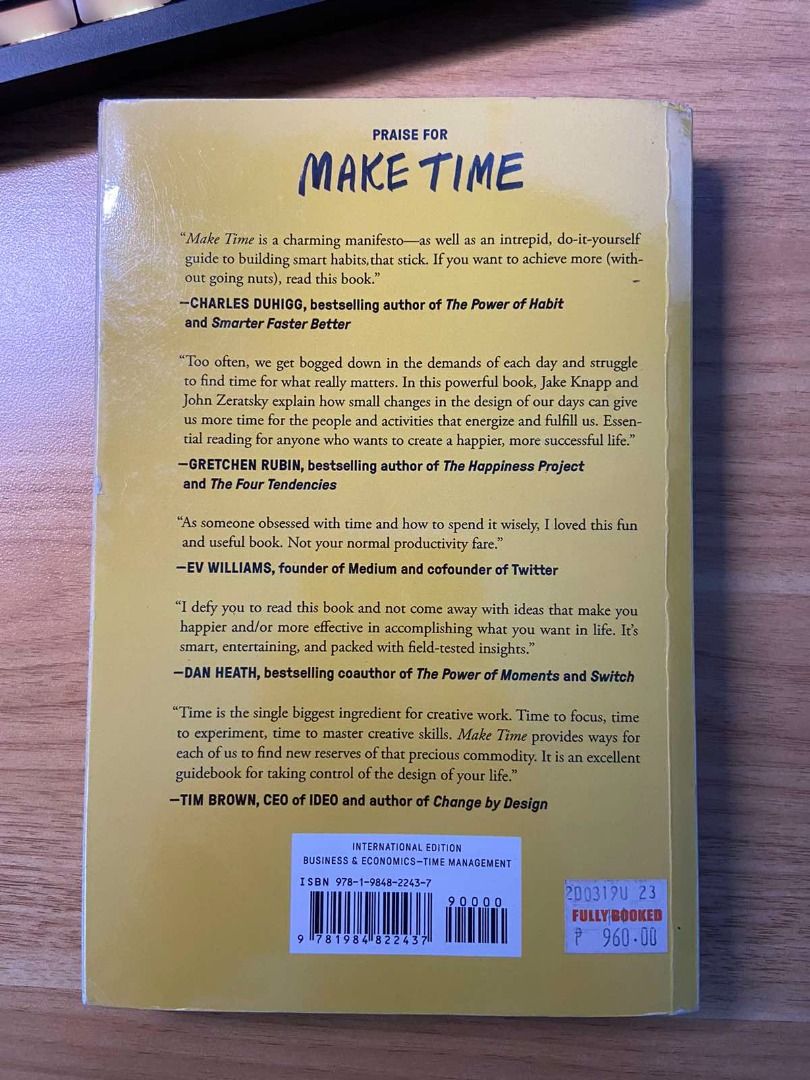 PRAISE FOR
MAKE TIME
“Make Time is a charming manifesto—as well as an intrepid, do-it-yourself
guide to building smart habits that stick. If you want to achieve more (with-
out going nuts), read this book.”
—CHARLES DUHIGG, bestselling author of The Power of Habit
and Smarter Faster Better
“Too often, we get bogged down in the demands of each day and struggle
to find time for what really matters. In this powerful book, Jake Knapp and
John Zeratsky explain how small changes in the design of our days can give
us more time for the people and activities that energize and fulfill us. Essen-
tial reading for anyone who wants to create a happier, more successful life.”
—GRETCHEN RUBIN, bestselling author of The Happiness Project
and The Four Tendencies
“As someone obsessed with time and how to spend it wisely, I loved this fun
and useful book. Not your normal productivity fare.”
—EV WILLIAMS, founder of Medium and cofounder of Twitter
“I defy you to read this book and not come away with ideas that make you
happier and/or more effective in accomplishing what you want in life. It’s
smart, entertaining, and packed with field-tested insights.”
—DAN HEATH, bestselling coauthor of The Power of Moments and Switch
“Time is the single biggest ingredient for creative work. Time to focus, time
to experiment, time to master creative skills. Make Time provides ways for
each of us to find new reserves of that precious commodity. It is an excellent
guidebook for taking control of the design of your life.”
—TIM BROWN, CEO of IDEO and author of Change by Design
INTERNATIONAL EDITION
BUSINESS & ECONOMICS—TIME MANAGEMENT
ISBN 978-1-9848-2243-7
90000
9 781984 822437
23
FULLY BOOKED
₱ 960.00